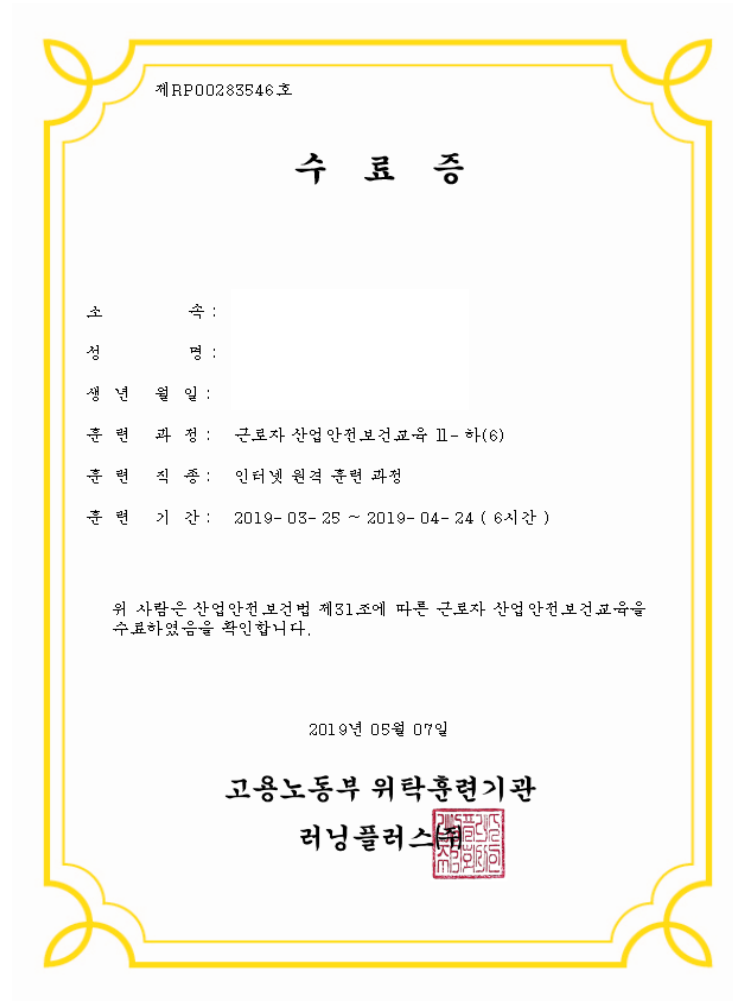 제RP00283546호
수 료 증
소 속 :
성 명 :
생 년 월 일 :
훈 련 과 정 : 근로자 산업안전보건교육 Ⅱ- 하(6)
훈 련 직 종 : 인터넷 원격 훈련 과정
훈 련 기 간 : 2019- 03- 25 ~ 2019- 04- 24 ( 6시간 )
위 사람은 산업안전보건법 제31조에 따른 근로자 산업안전보건교육을
수료하였음을 확인합니다.
2019년 05월 07일
고용노동부 위탁훈련기관
러닝플러스(주)